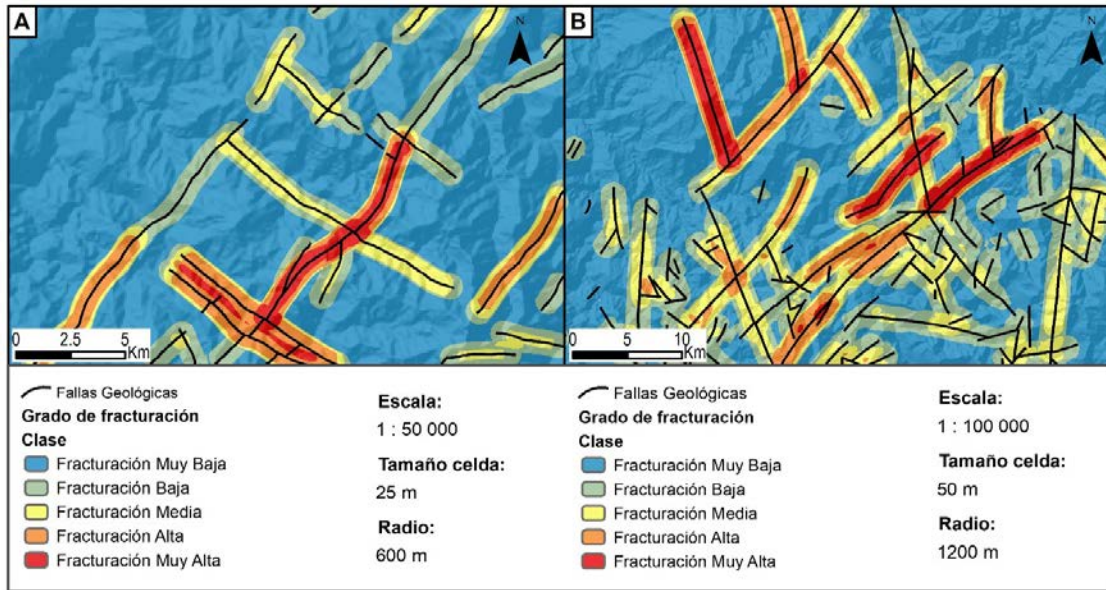 A
N
0 2.5 5
Km
B
N
0 5 10
Km
Fallas Geológicas
Grado de fracturación
Clase
Fracturación Muy Baja
Fracturación Baja
Fracturación Media
Fracturación Alta
Fracturación Muy Alta
Escala:
1 : 50 000
Tamaño celda:
25 m
Radio:
600 m
Fallas Geológicas
Grado de fracturación
Clase
Fracturación Muy Baja
Fracturación Baja
Fracturación Media
Fracturación Alta
Fracturación Muy Alta
Escala:
1 : 100 000
Tamaño celda:
50 m
Radio:
1200 m